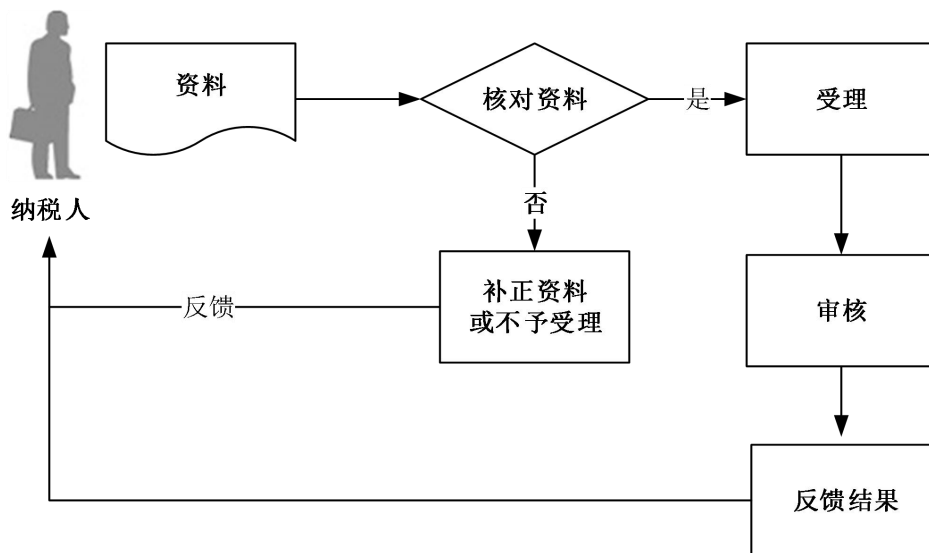 资料
核对资料
是
受理
纳税人
否
补正资料
或不予受理
反馈
审核
反馈结果